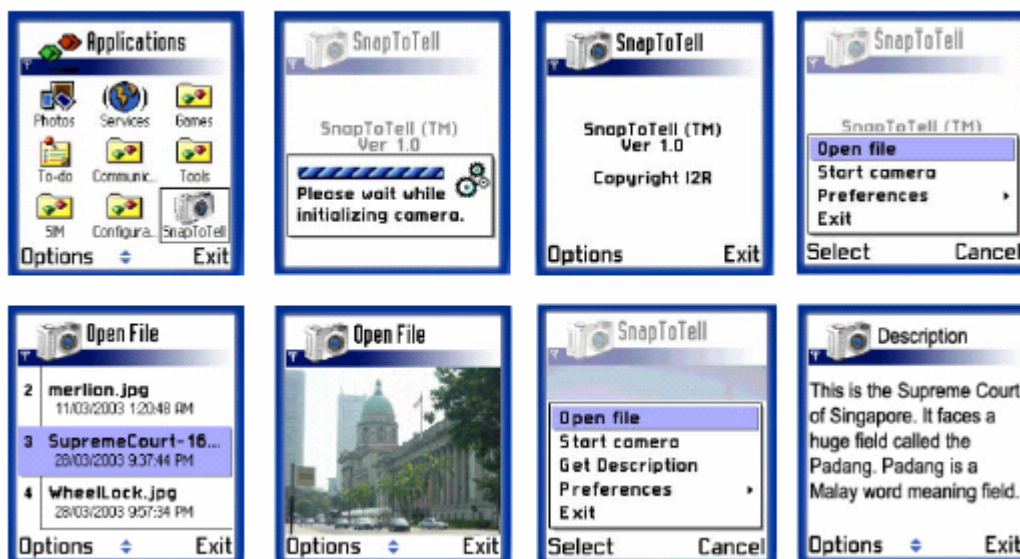 Applications
Photos Services Games
To-do Communic... Tools
SIM Configura... SnapToTell
Options Exit
SnapToTell
SnapToTell (TM)
Ver 1.0
Please wait while
initializing camera.
SnapToTell
SnapToTell (TM)
Ver 1.0
Copyright I2R
Options Exit
SnapToTell
SnapToTell (TM)
Open file
Start camera
Preferences
Exit
Select Cancel
Open File
2 merlion.jpg
11/03/2003 1:20:48 AM
3 SupremeCourt-16...
28/03/2003 9:37:44 PM
4 WheelLock.jpg
28/03/2003 9:57:34 PM
Options Exit
Open File
Options Exit
SnapToTell
Open file
Start camera
Get Description
Preferences
Exit
Select Cancel
Description
This is the Supreme Court
of Singapore. It faces a
huge field called the
Padang. Padang is a
Malay word meaning field.
Options Exit